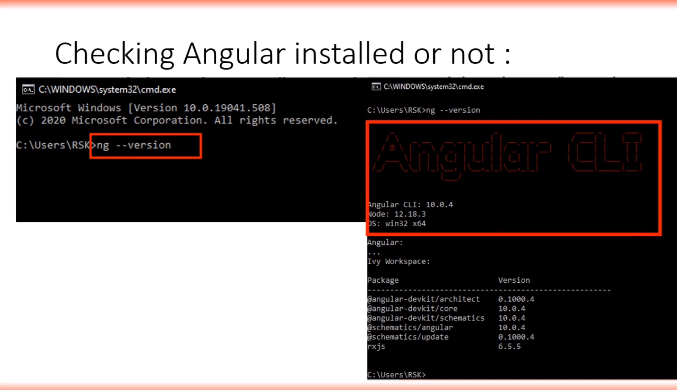 Checking Angular installed or not :
C:\WINDOWS\system32\cmd.exe
Microsoft Windows [Version 10.0.19041.508]
(c) 2020 Microsoft Corporation. All rights reserved.
C:\Users\RSK>ng --version
C:\WINDOWS\system32\cmd.exe
C:\Users\RSK>ng --version
Angular CLI
Angular CLI: 10.0.4
Node: 12.18.3
OS: win32 x64
Angular:
...
Ivy Workspace:
Package Version
------------------------------------------------------
@angular-devkit/architect 0.1000.4
@angular-devkit/core 10.0.4
@angular-devkit/schematics 10.0.4
@schematics/angular 10.0.4
@schematics/update 0.1000.4
rxjs 6.5.5
C:\Users\RSK>